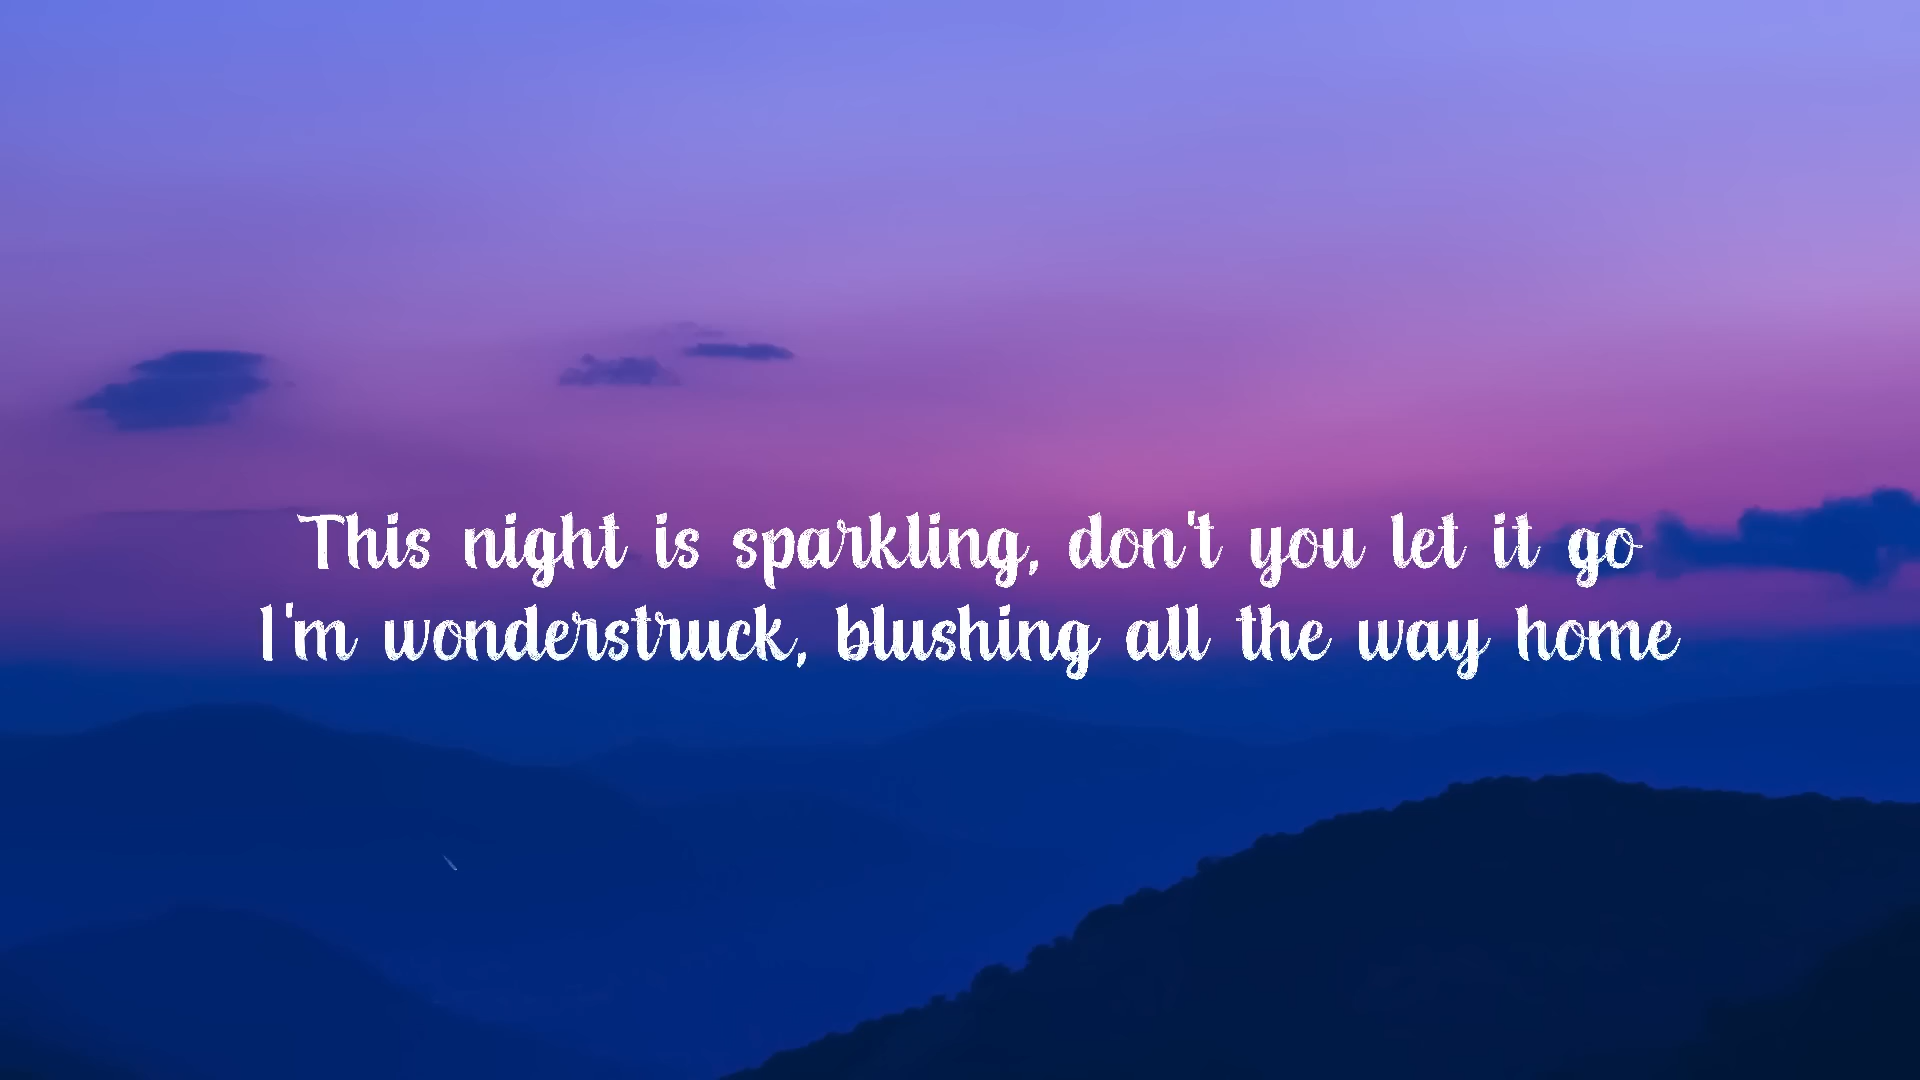 This night is sparkling, don't you let it go
I'm wonderstruck, blushing all the way home